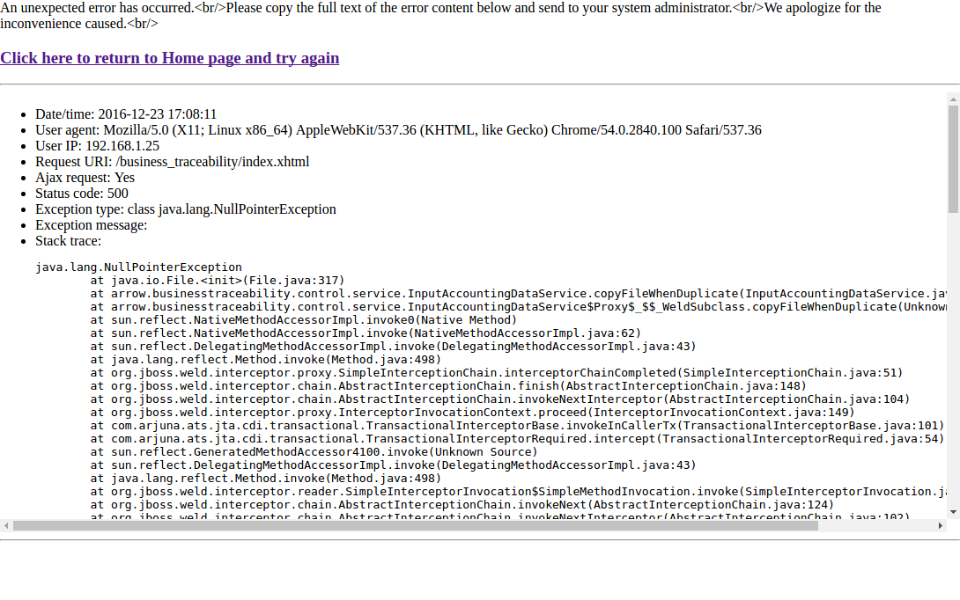 An unexpected error has occurred.<br/>Please copy the full text of the error content below and send to your system administrator.<br/>We apologize for the
inconvenience caused.<br/>
Click here to return to Home page and try again
Date/time: 2016-12-23 17:08:11
User agent: Mozilla/5.0 (X11; Linux x86_64) AppleWebKit/537.36 (KHTML, like Gecko) Chrome/54.0.2840.100 Safari/537.36
User IP: 192.168.1.25
Request URI: /business_traceability/index.xhtml
Ajax request: Yes
Status code: 500
Exception type: class java.lang.NullPointerException
Exception message:
Stack trace:
java.lang.NullPointerException
at java.io.File.<init>(File.java:317)
at arrow.businesstraceability.control.service.InputAccountingDataService.copyFileWhenDuplicate(InputAccountingDataService.jav
at arrow.businesstraceability.control.service.InputAccountingDataService$Proxy$_$$_WeldSubclass.copyFileWhenDuplicate(Unknown
at sun.reflect.NativeMethodAccessorImpl.invoke0(Native Method)
at sun.reflect.NativeMethodAccessorImpl.invoke(NativeMethodAccessorImpl.java:62)
at sun.reflect.DelegatingMethodAccessorImpl.invoke(DelegatingMethodAccessorImpl.java:43)
at java.lang.reflect.Method.invoke(Method.java:498)
at org.jboss.weld.interceptor.proxy.SimpleInterceptionChain.interceptorChainCompleted(SimpleInterceptionChain.java:51)
at org.jboss.weld.interceptor.chain.AbstractInterceptionChain.finish(AbstractInterceptionChain.java:148)
at org.jboss.weld.interceptor.chain.AbstractInterceptionChain.invokeNextInterceptor(AbstractInterceptionChain.java:104)
at org.jboss.weld.interceptor.proxy.InterceptorInvocationContext.proceed(InterceptorInvocationContext.java:149)
at com.arjuna.ats.jta.cdi.transactional.TransactionalInterceptorBase.invokeInCallerTx(TransactionalInterceptorBase.java:101)
at com.arjuna.ats.jta.cdi.transactional.TransactionalInterceptorRequired.intercept(TransactionalInterceptorRequired.java:54)
at sun.reflect.GeneratedMethodAccessor4100.invoke(Unknown Source)
at sun.reflect.DelegatingMethodAccessorImpl.invoke(DelegatingMethodAccessorImpl.java:43)
at java.lang.reflect.Method.invoke(Method.java:498)
at org.jboss.weld.interceptor.reader.SimpleInterceptorInvocation$SimpleMethodInvocation.invoke(SimpleInterceptorInvocation.ja
at org.jboss.weld.interceptor.chain.AbstractInterceptionChain.invokeNext(AbstractInterceptionChain.java:124)
at org.jboss.weld.interceptor.chain.AbstractInterceptionChain.invokeNextInterceptor(AbstractInterceptionChain.java:102)